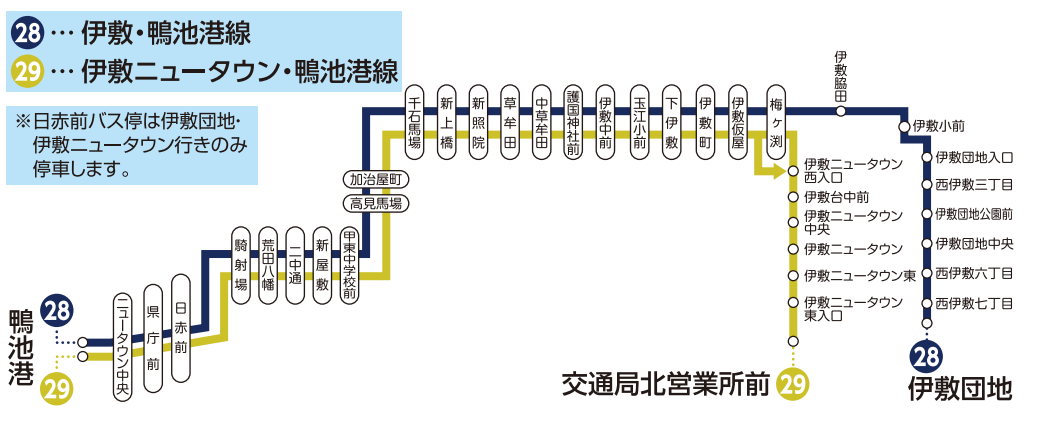 28…伊敷・鴨池港線
29…伊敷ニュータウン・鴨池港線
※日赤前バス停は伊敷団地・
伊敷ニュータウン行きのみ
停車します。
鴨池港
28
29
ニュータウン中央
県庁前
日赤前
騎射場
荒田八幡
二中通
新屋敷
甲東中学校前
高見馬場
加治屋町
千石馬場
新上橋
新照院
草牟田
中草牟田
護国神社前
伊敷中前
玉江小前
下伊敷
伊敷町
伊敷仮屋
梅ヶ渕
伊敷脇田
伊敷小前
伊敷団地入口
西伊敷三丁目
伊敷団地公園前
伊敷団地中央
西伊敷六丁目
西伊敷七丁目
28
伊敷団地
伊敷ニュータウン
西入口
伊敷台中前
伊敷ニュータウン
中央
伊敷ニュータウン
伊敷ニュータウン東
伊敷ニュータウン
東入口
交通局北営業所前 29